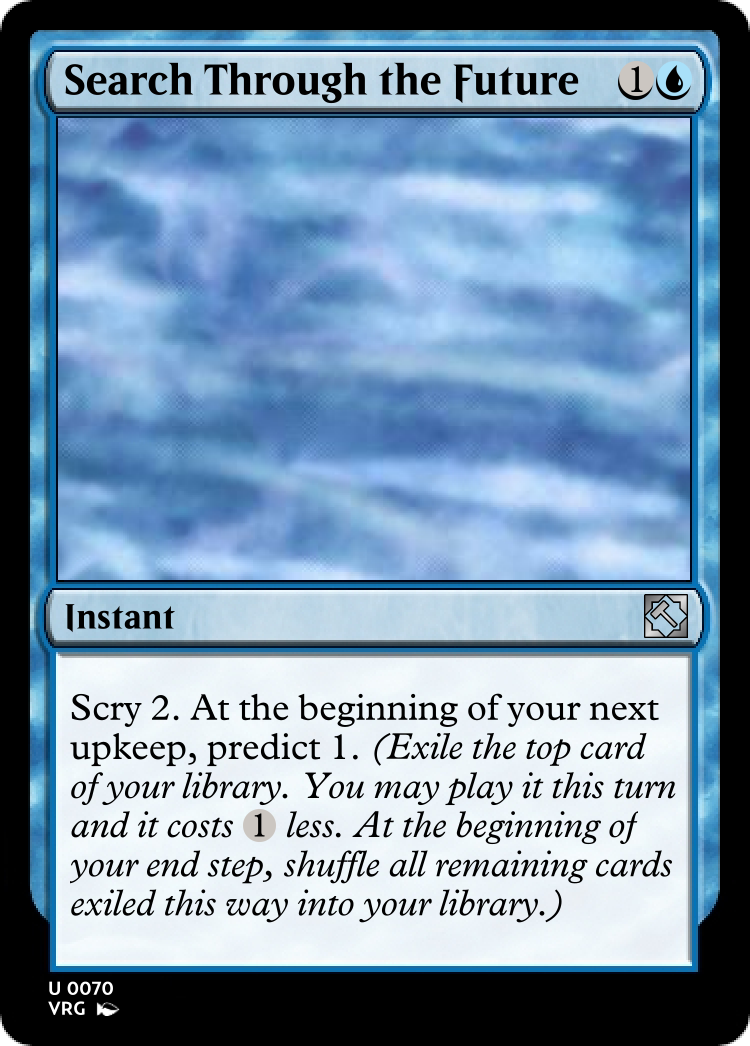 Search Through the Future 1
Instant
Scry 2. At the beginning of your next
upkeep, predict 1. (Exile the top card
of your library. You may play it this turn
and it costs 1 less. At the beginning of
your end step, shuffle all remaining cards
exiled this way into your library.)
U 0070
VRG